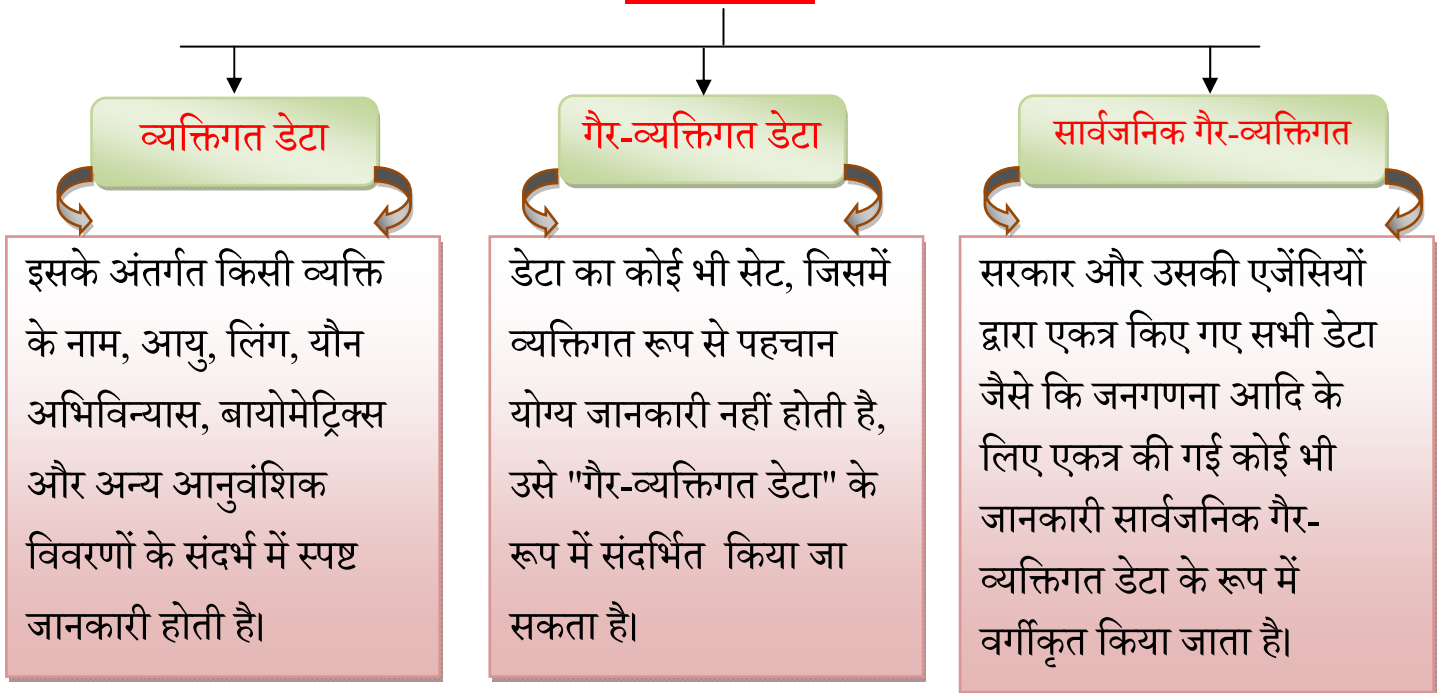 व्यक्तिगत डेटा
इसके अंतर्गत किसी व्यक्ति
के नाम, आयु, लिंग, यौन
अभिविन्यास, बायोमेट्रिक्स
और अन्य आनुवंशिक
विवरणों के संदर्भ में स्पष्ट
जानकारी होती है।
गैर-व्यक्तिगत डेटा
डेटा का कोई भी सेट, जिसमें
व्यक्तिगत रूप से पहचान
योग्य जानकारी नहीं होती है,
उसे "गैर-व्यक्तिगत डेटा" के
रूप में संदर्भित किया जा
सकता है।
सार्वजनिक गैर-व्यक्तिगत
सरकार और उसकी एजेंसियों
द्वारा एकत्र किए गए सभी डेटा
जैसे कि जनगणना आदि के
लिए एकत्र की गई कोई भी
जानकारी सार्वजनिक गैर-
व्यक्तिगत डेटा के रूप में
वर्गीकृत किया जाता है।